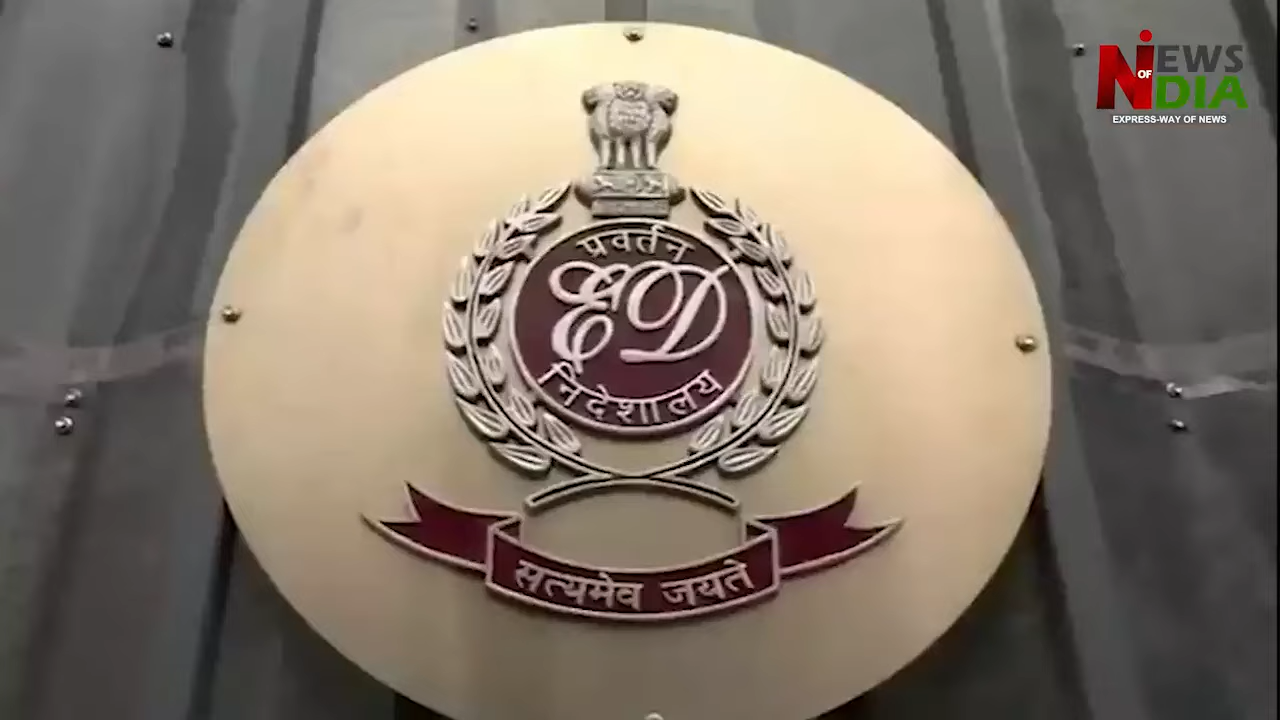 NEWS
OF
INDIA
EXPRESS-WAY OF NEWS
प्रवर्तन
ED
निदेशालय
सत्यमेव जयते